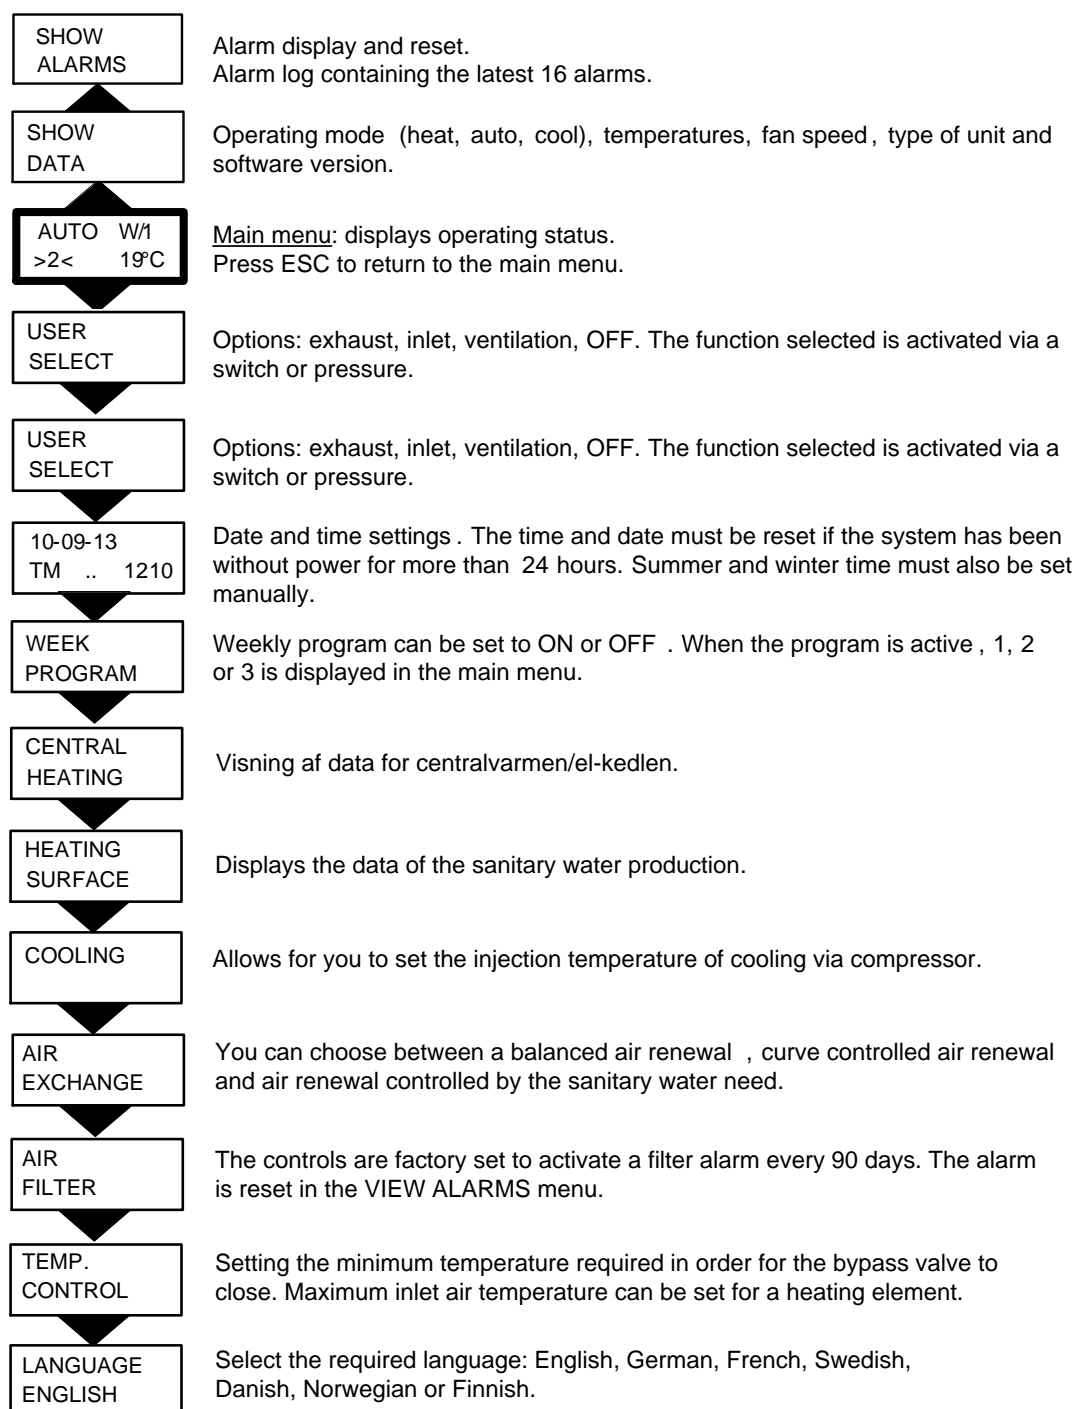 SHOW
ALARMS
Alarm display and reset.
Alarm log containing the latest 16 alarms.
SHOW
DATA
Operating mode (heat, auto, cool), temperatures, fan speed, type of unit and
software version.
AUTO W/1
>2< 19°C
Main menu: displays operating status.
Press ESC to return to the main menu.
USER
SELECT
Options: exhaust, inlet, ventilation, OFF. The function selected is activated via a
switch or pressure.
USER
SELECT
Options: exhaust, inlet, ventilation, OFF. The function selected is activated via a
switch or pressure.
10-09-13
TM .. 1210
Date and time settings. The time and date must be reset if the system has been
without power for more than 24 hours. Summer and winter time must also be set
manually.
WEEK
PROGRAM
Weekly program can be set to ON or OFF. When the program is active, 1, 2
or 3 is displayed in the main menu.
CENTRAL
HEATING
Visning af data for centralvarmen/el-kedlen.
HEATING
SURFACE
Displays the data of the sanitary water production.
COOLING
Allows for you to set the injection temperature of cooling via compressor.
AIR
EXCHANGE
You can choose between a balanced air renewal, curve controlled air renewal
and air renewal controlled by the sanitary water need.
AIR
FILTER
The controls are factory set to activate a filter alarm every 90 days. The alarm
is reset in the VIEW ALARMS menu.
TEMP.
CONTROL
Setting the minimum temperature required in order for the bypass valve to
close. Maximum inlet air temperature can be set for a heating element.
LANGUAGE
ENGLISH
Select the required language: English, German, French, Swedish,
Danish, Norwegian or Finnish.